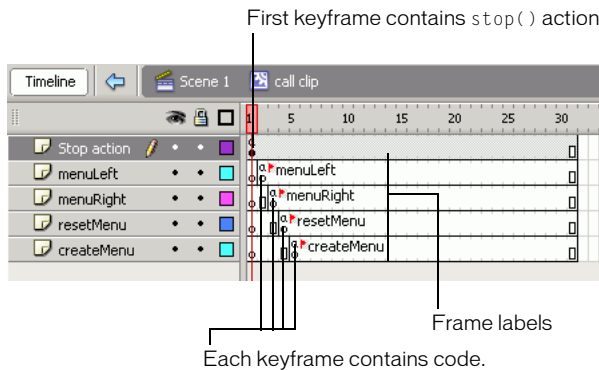 First keyframe contains stop() action
Timeline Scene 1 call clip
1 5 10 15 20 25 30
Stop action
menuLeft menuLeft
menuRight menuRight
resetMenu resetMenu
createMenu createMenu
Frame labels
Each keyframe contains code.